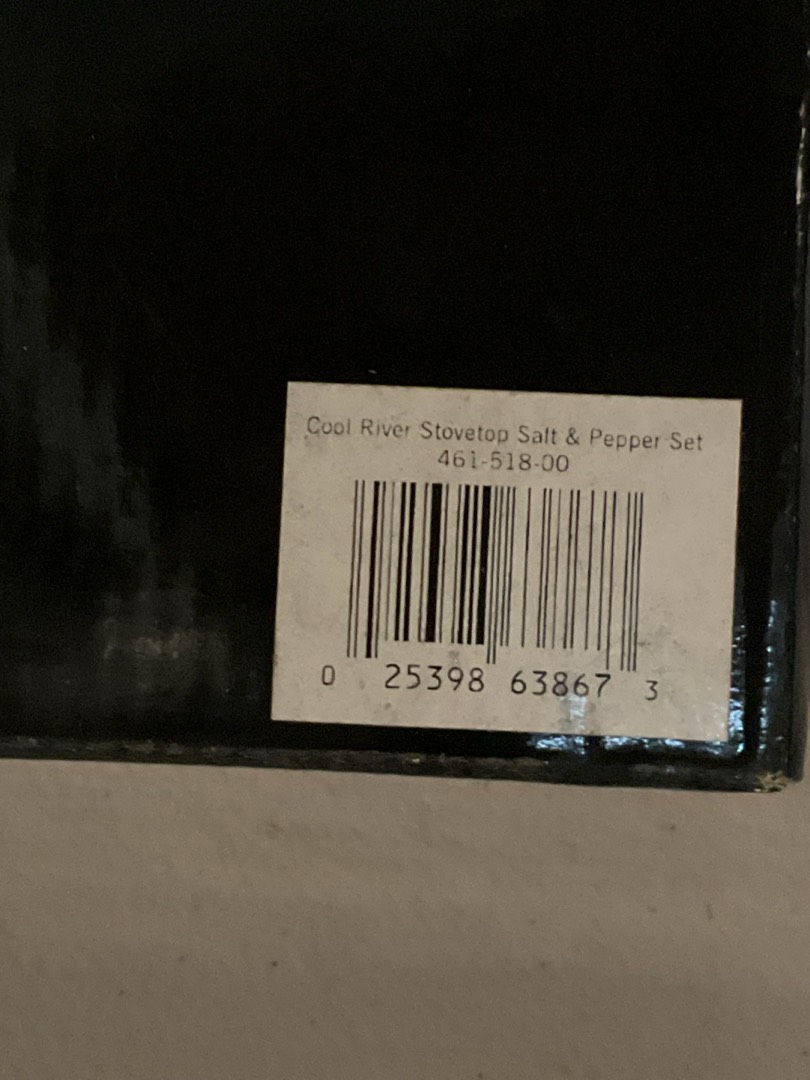 Cool River Stovetop Salt & Pepper Set
461-518-00
0 25398 63867 3